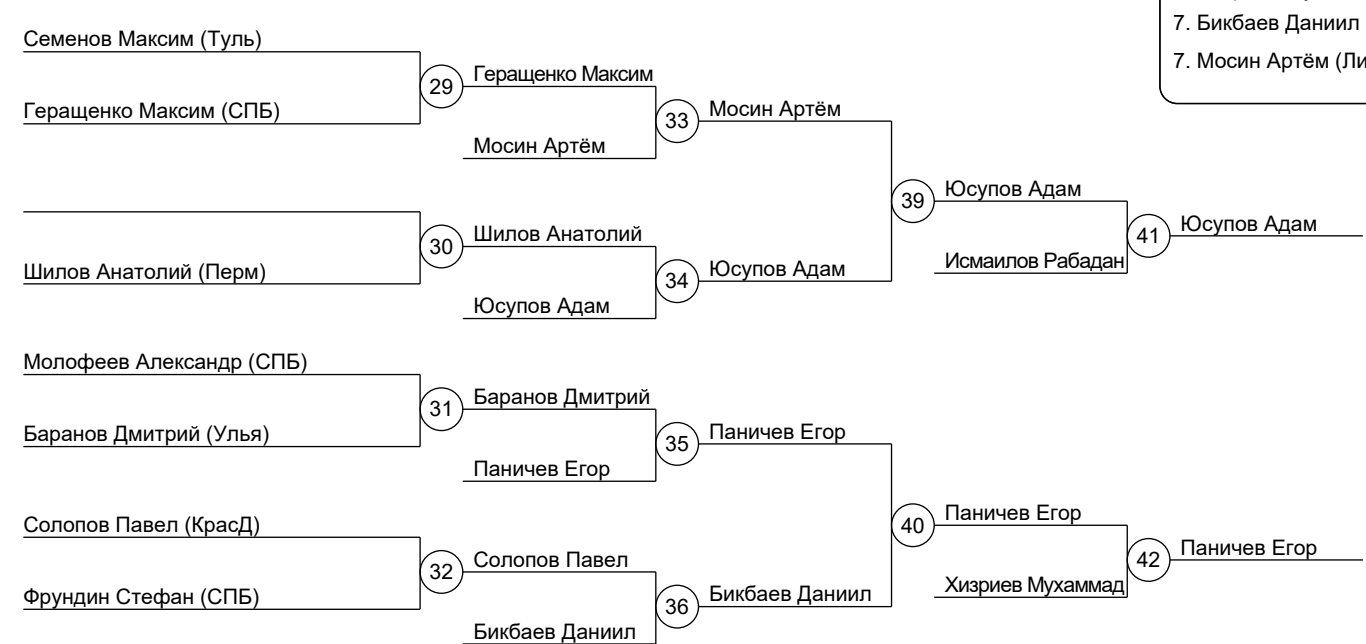 7. Бикбаев Даниил
7. Мосин Артём (Ли
Семенов Максим (Туль)
Геращенко Максим (СПБ)
29
Геращенко Максим
Мосин Артём
33
Мосин Артём
Шилов Анатолий (Перм)
30
Шилов Анатолий
Юсупов Адам
34
Юсупов Адам
39
Юсупов Адам
Исмаилов Рабадан
41
Юсупов Адам
Молофеев Александр (СПБ)
Баранов Дмитрий (Улья)
31
Баранов Дмитрий
Паничев Егор
35
Паничев Егор
Солопов Павел (КрасД)
Фрундин Стефан (СПБ)
32
Солопов Павел
Бикбаев Даниил
36
Бикбаев Даниил
40
Паничев Егор
Хизриев Мухаммад
42
Паничев Егор